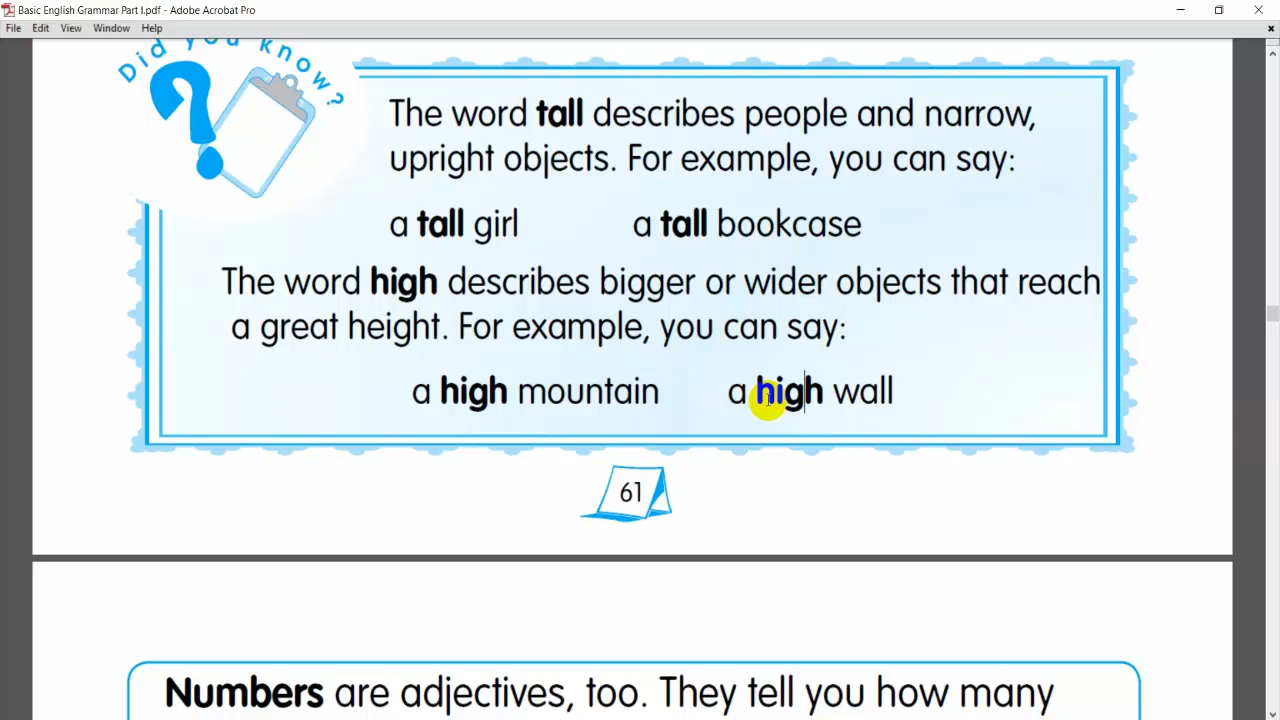 Basic English Grammar Part I.pdf - Adobe Acrobat Pro
File Edit View Window Help
Did you know?
The word tall describes people and narrow,
upright objects. For example, you can say:
a tall girl a tall bookcase
The word high describes bigger or wider objects that reach
a great height. For example, you can say:
a high mountain a high wall
61
Numbers are adjectives, too. They tell you how many